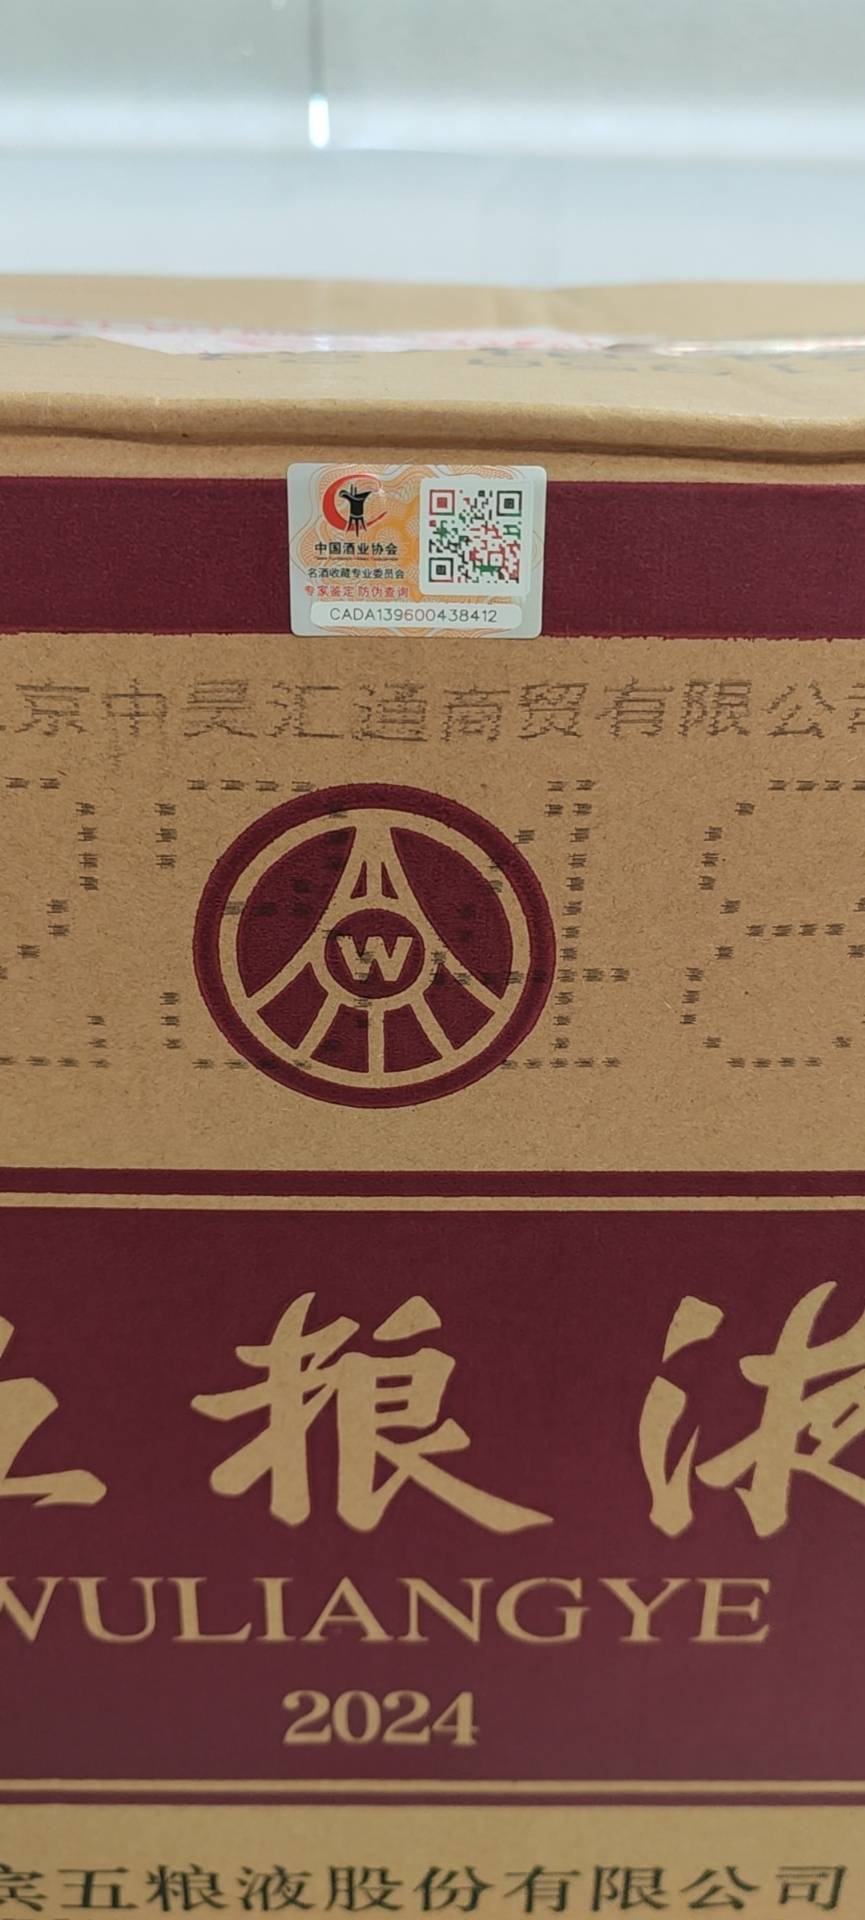 中国酒业协会
名酒收藏专业委员会
专家鉴定 防伪查询
CADA139600438412
京中昊汇通商贸有限公司
W
五粮液
WULIANGYE
2024
宾五粮液股份有限公司